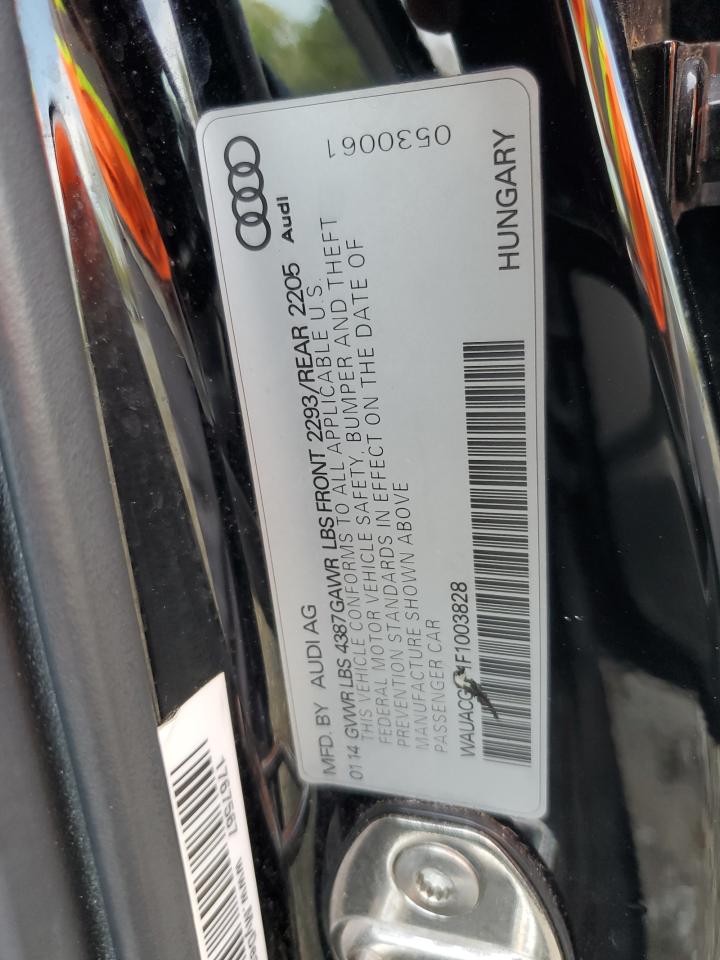 Audi
0530061
MFD. BY AUDI AG
0114 GVWR LBS 4387 GAWR LBS FRONT 2293/REAR 2205
THIS VEHICLE CONFORMS TO ALL APPLICABLE U.S.
FEDERAL MOTOR VEHICLE SAFETY, BUMPER AND THEFT
PREVENTION STANDARDS IN EFFECT ON THE DATE OF
MANUFACTURE SHOWN ABOVE
PASSENGER CAR
HUNGARY